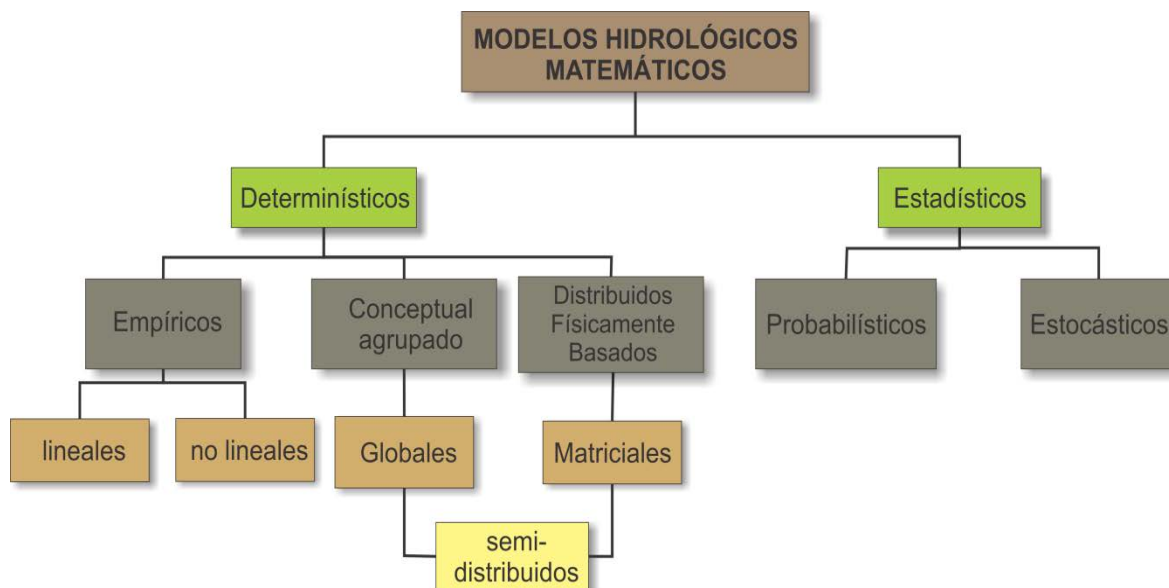 MODELOS HIDROLÓGICOS
MATEMÁTICOS
Determinísticos
Estadísticos
Empíricos
Conceptual
agrupado
Distribuidos
Físicamente
Basados
Probabilísticos
Estocásticos
lineales
no lineales
Globales
Matriciales
semi-
distribuidos